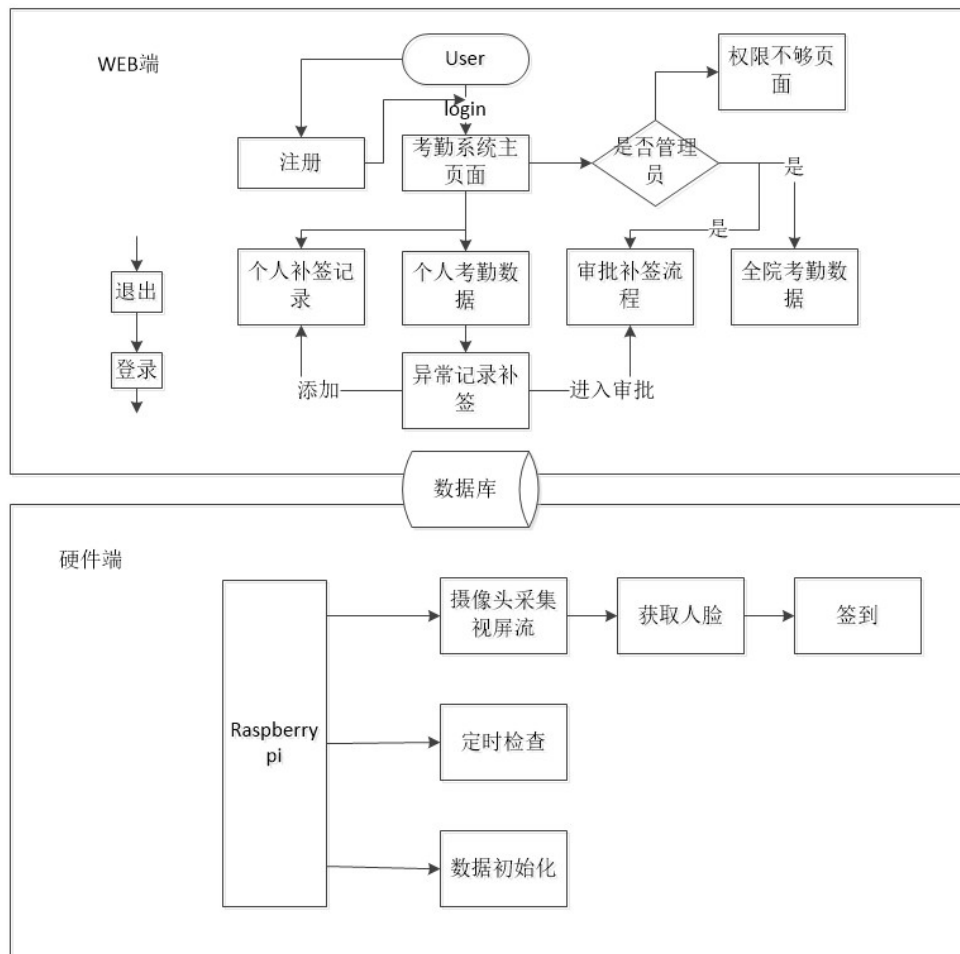 WEB端
User
权限不够页
面
login
注册
考勤系统主
页面
是否管理
员
是
是
个人补签记
录
个人考勤数
据
审批补签流
程
全院考勤数
据
退出
登录
添加
异常记录补
签
进入审批
数据库
硬件端
摄像头采集
视屏流
获取人脸
签到
Raspberry
pi
定时检查
数据初始化